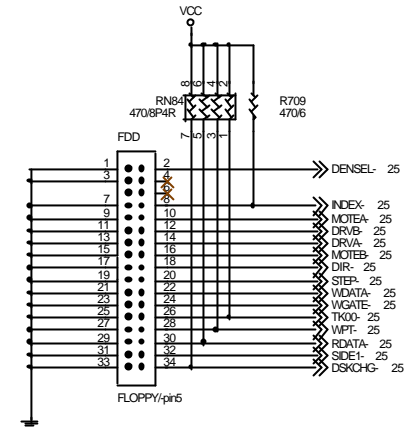 VCC
8 6 4 2
RN84
470/8P4R
R709
470/6
7 5 3 1
FDD
1 2 DENSEL- 25
3 4
6
7 8 INDEX- 25
9 10 MOTEA- 25
11 12 DRVB- 25
13 14 DRVA- 25
15 16 MOTEB- 25
17 18 DIR- 25
19 20 STEP- 25
21 22 WDATA- 25
23 24 WGATE- 25
25 26 TK00- 25
27 28 WPT- 25
29 30 RDATA- 25
31 32 SIDE1- 25
33 34 DSKCHG- 25
FLOPPY/-pin5